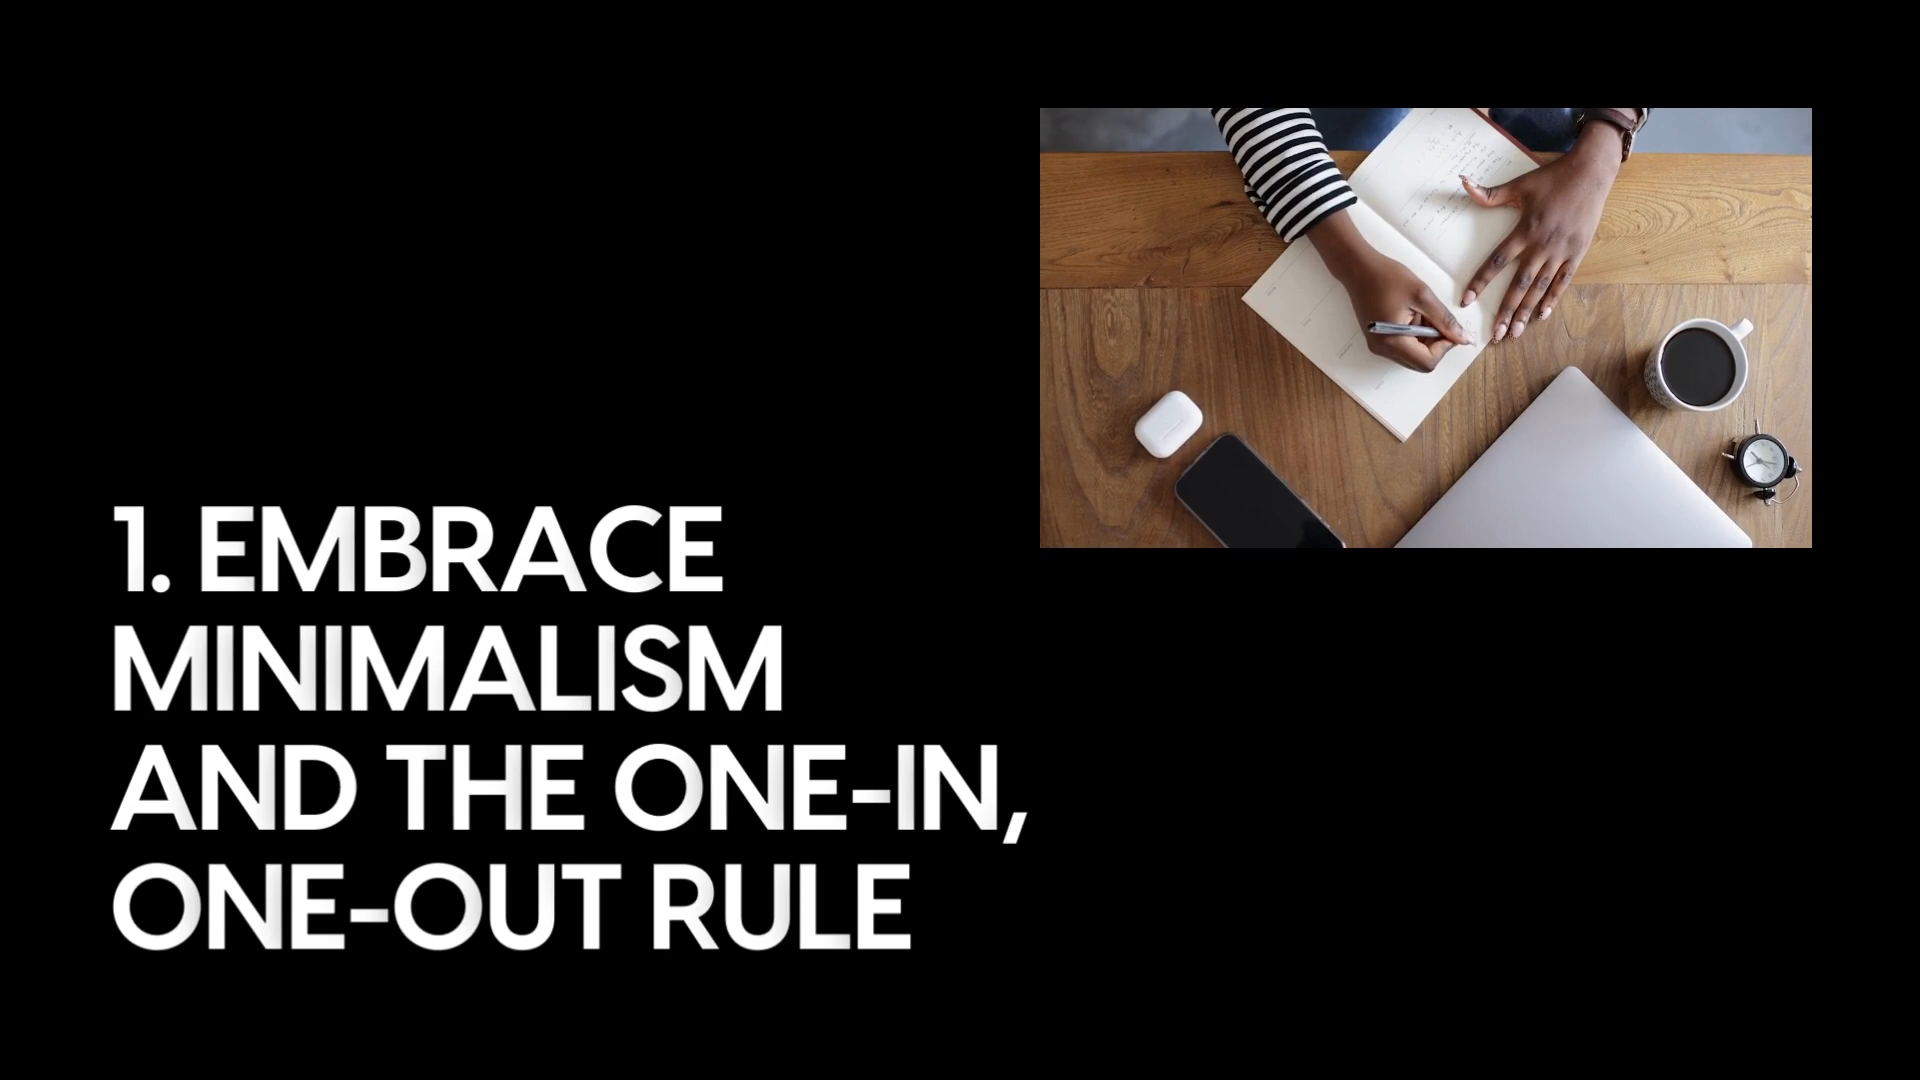 1. EMBRACE
MINIMALISM
AND THE ONE-IN,
ONE-OUT RULE